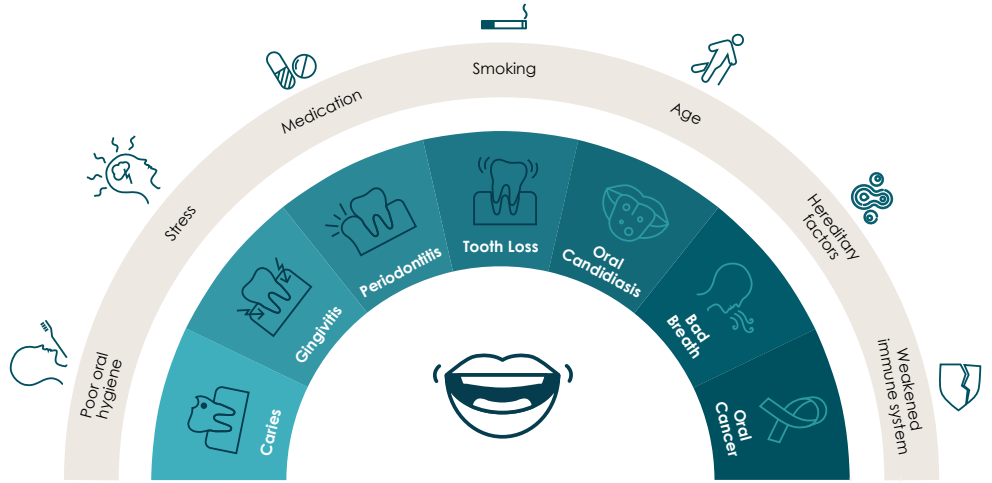 Smoking
Medication
Age
Stress
Hereditary
factors
Poor oral
hygiene
Weakened
immune system
Caries
Gingivitis
Periodontitis
Tooth Loss
Oral
Candidiasis
Bad
Breath
Oral
Cancer